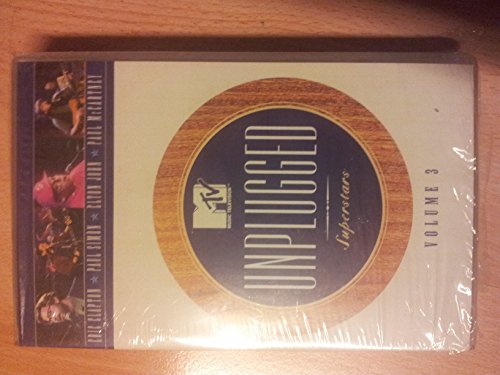 ERIC CLAPTON ★ PAUL SIMON ★ ELTON JOHN ★ PAUL McCARTNEY
MTV
MUSIC TELEVISION
UNPLUGGED
Superstars
VOLUME 3